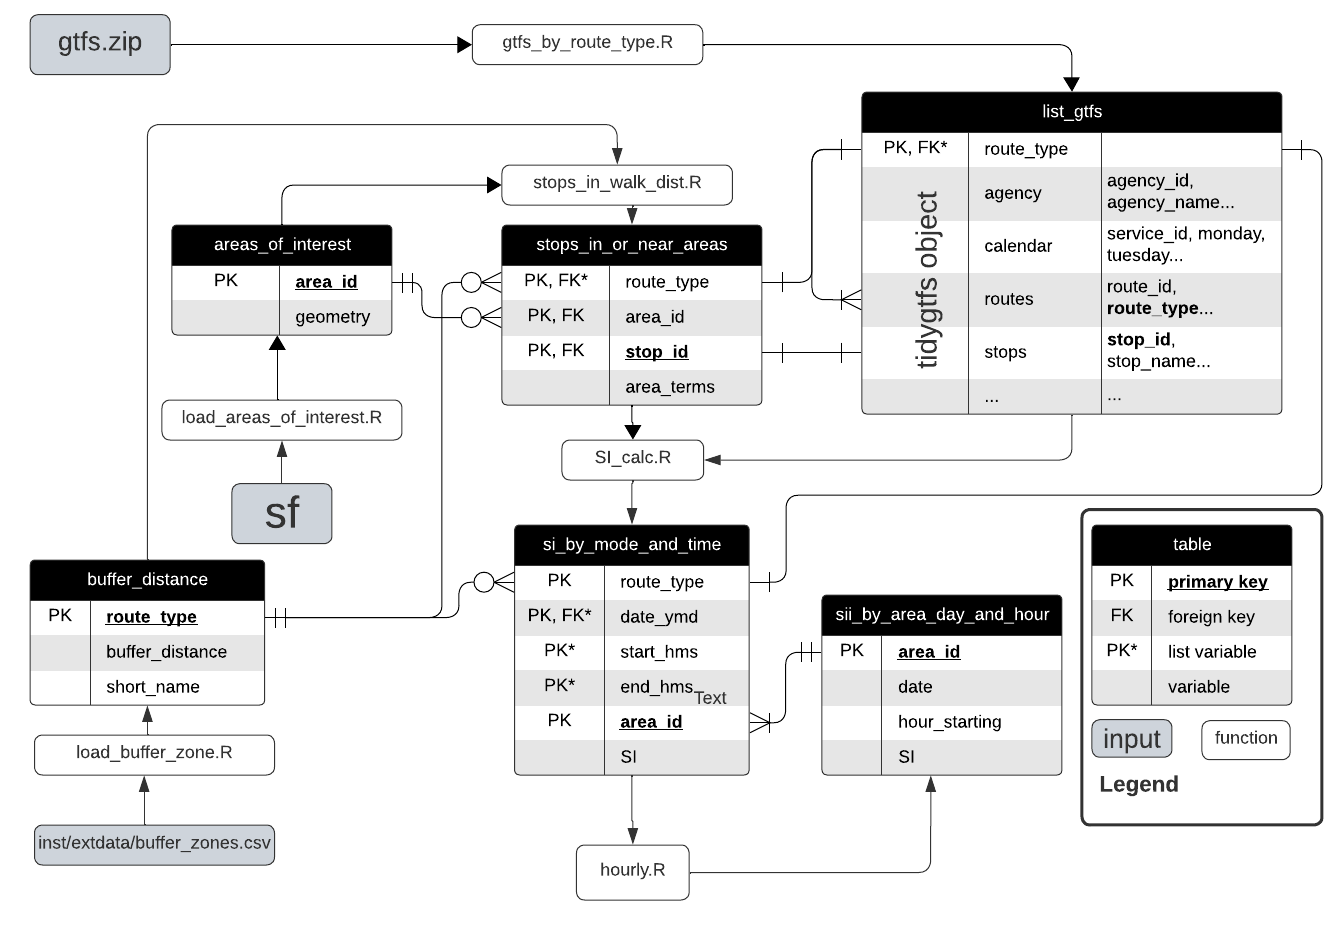 gtfs.zip
gtfs_by_route_type.R
list_gtfs
PK, FK*
route_type
agency
agency_id,
agency_name...
calendar
service_id, monday,
tuesday...
routes
route_id,
route_type...
stops
stop_id,
stop_name...
...
...
tidygtfs object
stops_in_walk_dist.R
areas_of_interest
PK
area_id
geometry
stops_in_or_near_areas
PK, FK*
route_type
PK, FK
area_id
PK, FK
stop_id
area_terms
load_areas_of_interest.R
sf
SI_calc.R
buffer_distance
PK
route_type
buffer_distance
short_name
load_buffer_zone.R
inst/extdata/buffer_zones.csv
si_by_mode_and_time
PK
route_type
PK, FK*
date_ymd
PK*
start_hms
PK*
end_hms
Text
PK
area_id
SI
hourly.R
sii_by_area_day_and_hour
PK
area_id
date
hour_starting
SI
table
PK
primary key
FK
foreign key
PK*
list variable
variable
input
function
Legend